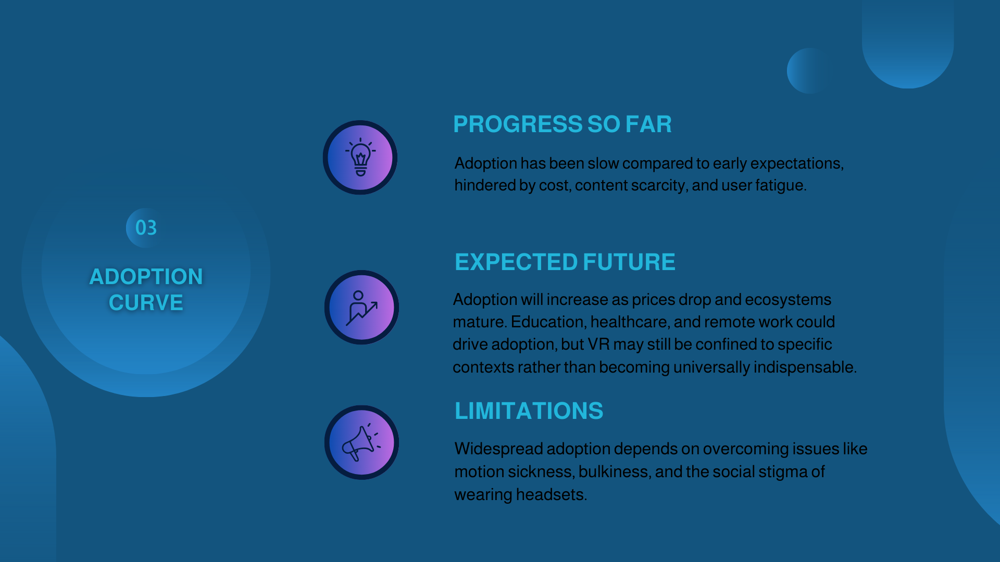 03
ADOPTION
CURVE
PROGRESS SO FAR
Adoption has been slow compared to early expectations,
hindered by cost, content scarcity, and user fatigue.
EXPECTED FUTURE
Adoption will increase as prices drop and ecosystems
mature. Education, healthcare, and remote work could
drive adoption, but VR may still be confined to specific
contexts rather than becoming universally indispensable.
LIMITATIONS
Widespread adoption depends on overcoming issues like
motion sickness, bulkiness, and the social stigma of
wearing headsets.